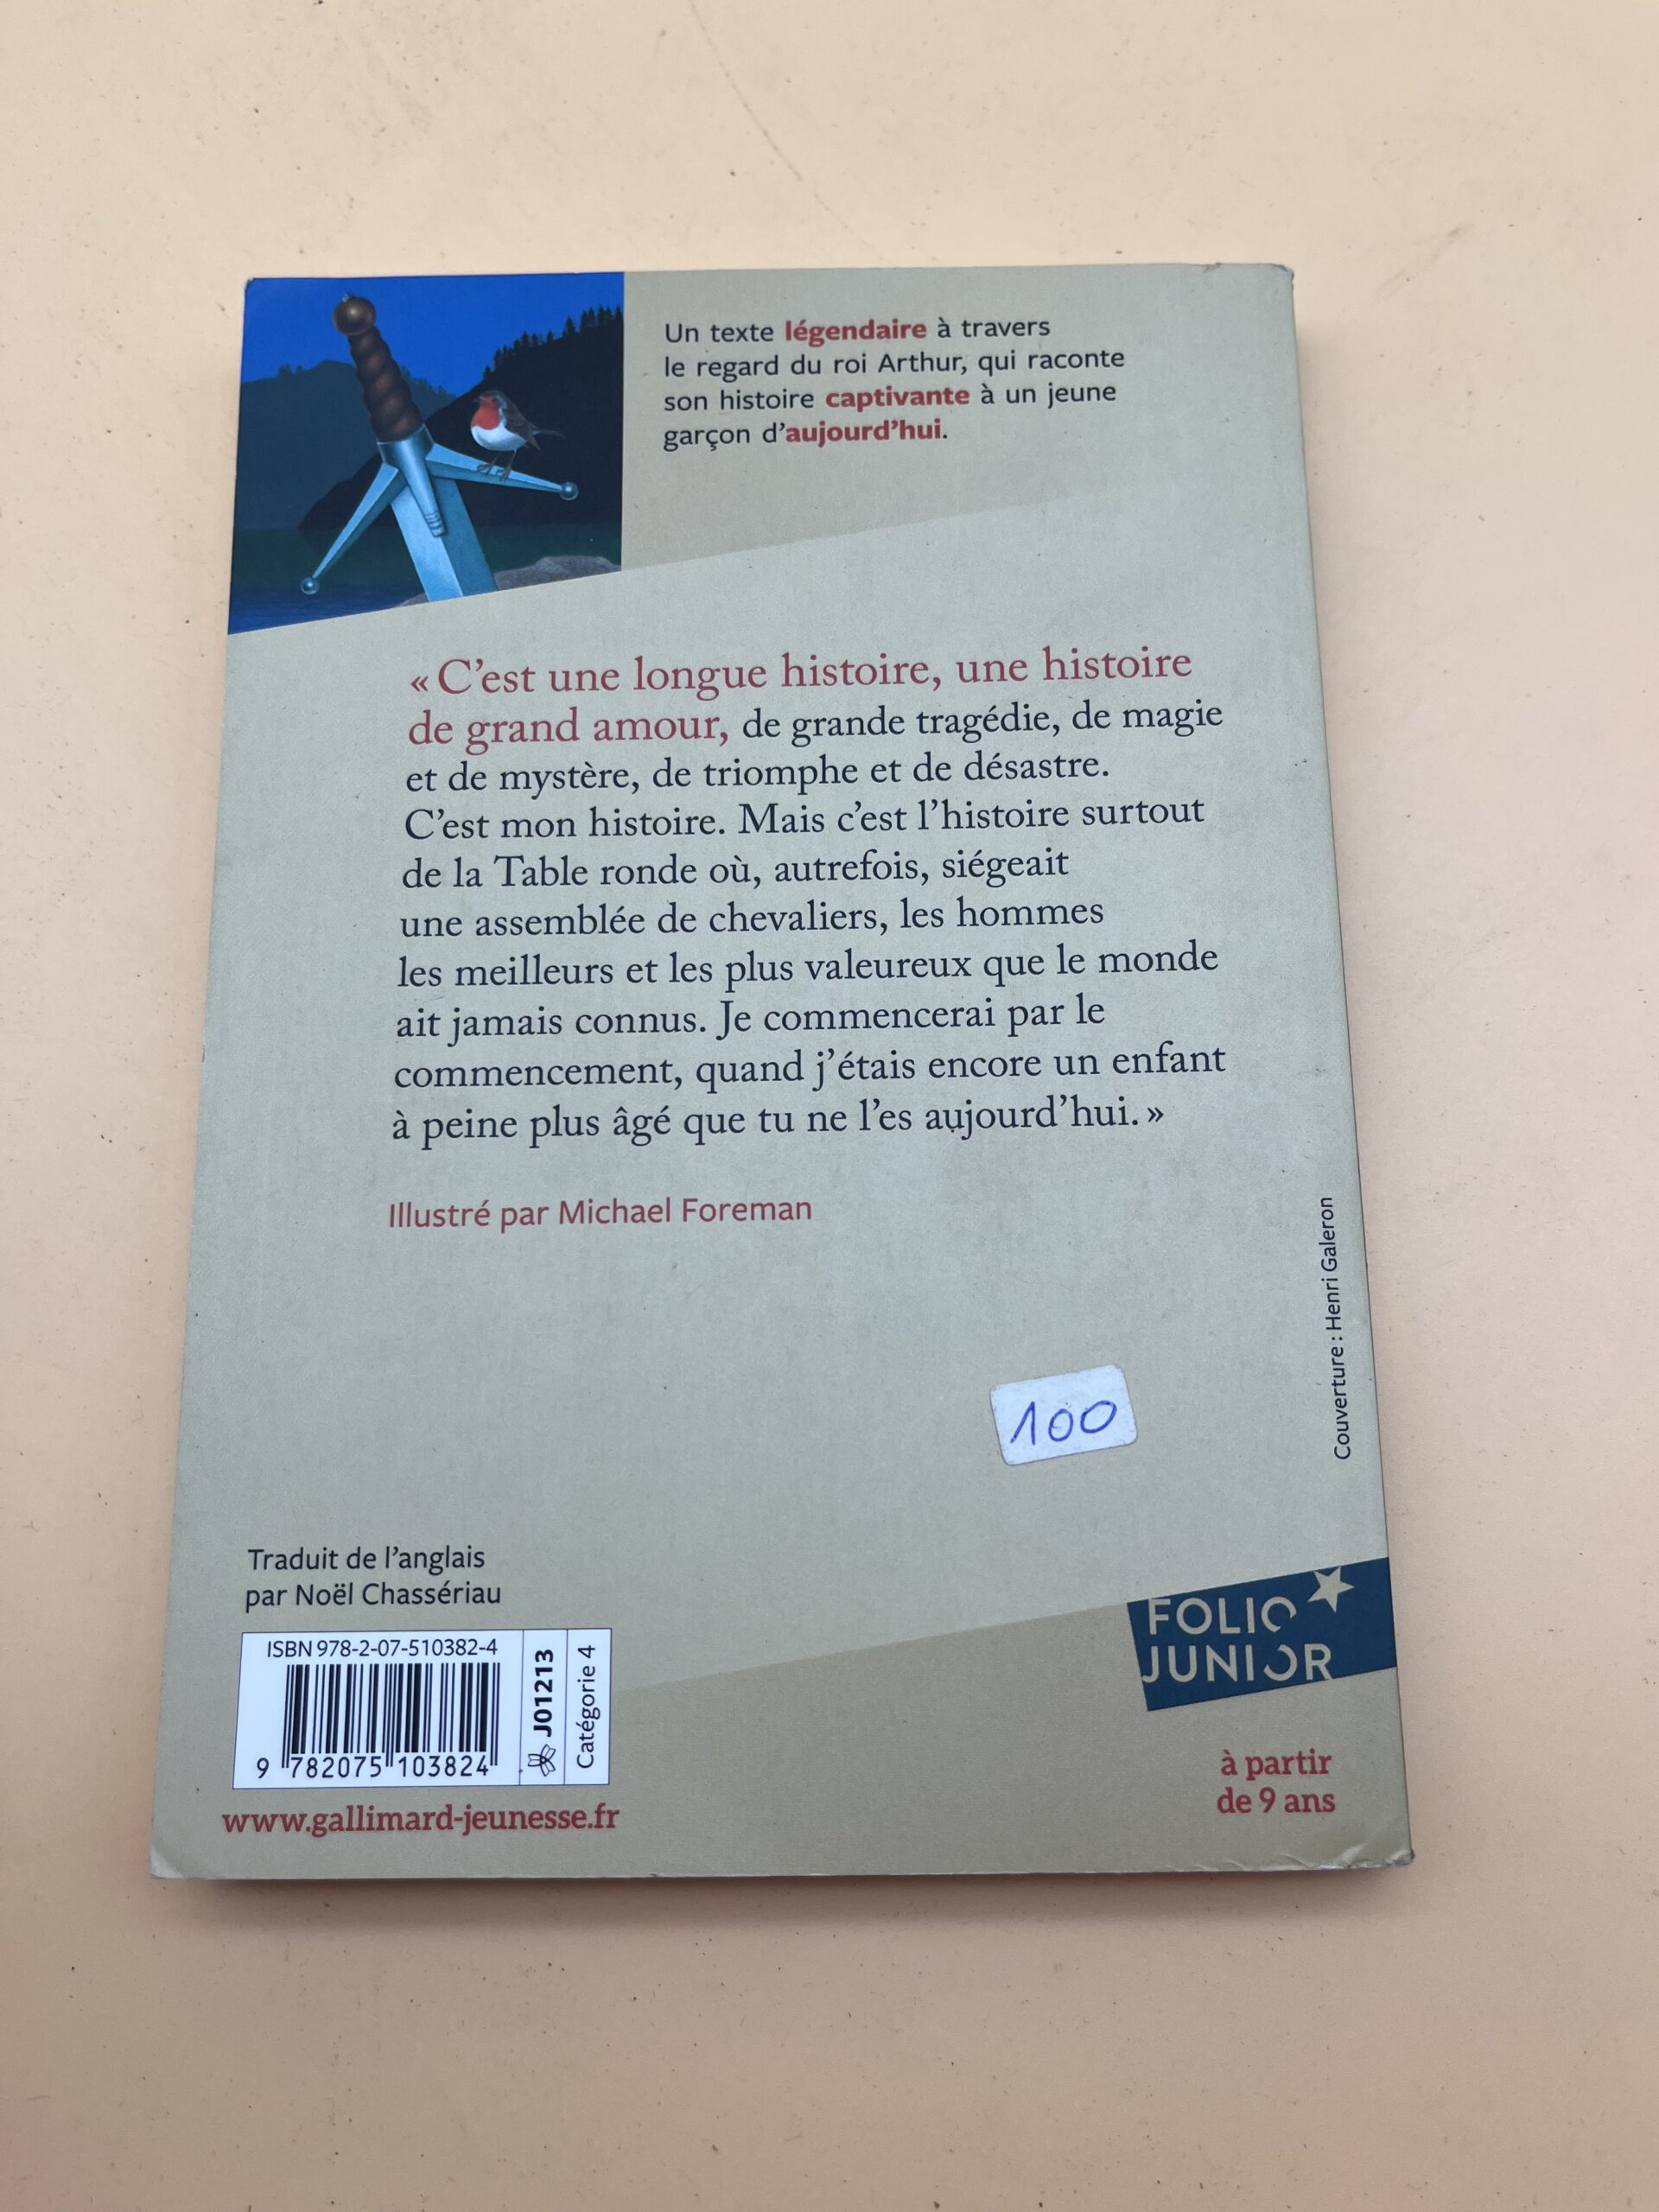 Un texte légendaire à travers
le regard du roi Arthur, qui raconte
son histoire captivante à un jeune
garçon d'aujourd'hui.
« C'est une longue histoire, une histoire
de grand amour, de grande tragédie, de magie
et de mystère, de triomphe et de désastre.
C'est mon histoire. Mais c'est l'histoire surtout
de la Table ronde où, autrefois, siégeait
une assemblée de chevaliers, les hommes
les meilleurs et les plus valeureux que le monde
ait jamais connus. Je commencerai par le
commencement, quand j'étais encore un enfant
à peine plus âgé que tu ne l'es aujourd'hui. »
Illustré par Michael Foreman
Couverture : Henri Galeron
100
Traduit de l'anglais
par Noël Chassériau
ISBN 978-2-07-510382-4
9 782075 103824
J01213
Catégorie 4
www.gallimard-jeunesse.fr
FOLIO
JUNIOR
à partir
de 9 ans